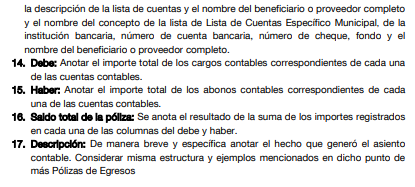 la descripción de la lista de cuentas y el nombre del beneficiario o proveedor completo
y el nombre del concepto de la lista de Lista de Cuentas Específico Municipal, de la
institución bancaria, número de cuenta bancaria, número de cheque, fondo y el
nombre del beneficiario o proveedor completo.
14. Debe: Anotar el importe total de los cargos contables correspondientes de cada una
de las cuentas contables.
15. Haber: Anotar el importe total de los abonos contables correspondientes de cada
una de las cuentas contables.
16. Saldo total de la póliza: Se anota el resultado de la suma de los importes registrados
en cada una de las columnas del debe y haber.
17. Descripción: De manera breve y específica anotar el hecho que generó el asiento
contable. Considerar misma estructura y ejemplos mencionados en dicho punto de
más Pólizas de Egresos